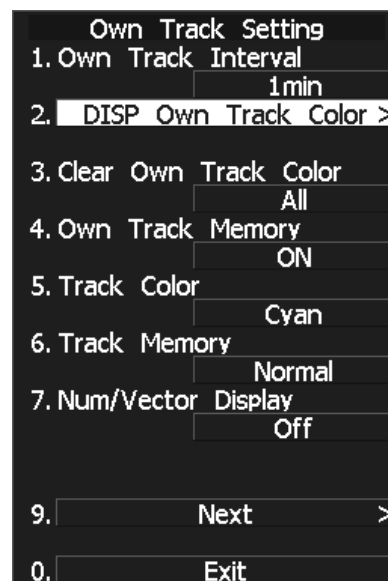 Own Track Setting
1. Own Track Interval
1min
2. DISP Own Track Color >
3. Clear Own Track Color
All
4. Own Track Memory
ON
5. Track Color
Cyan
6. Track Memory
Normal
7. Num/Vector Display
Off
9. Next >
0. Exit